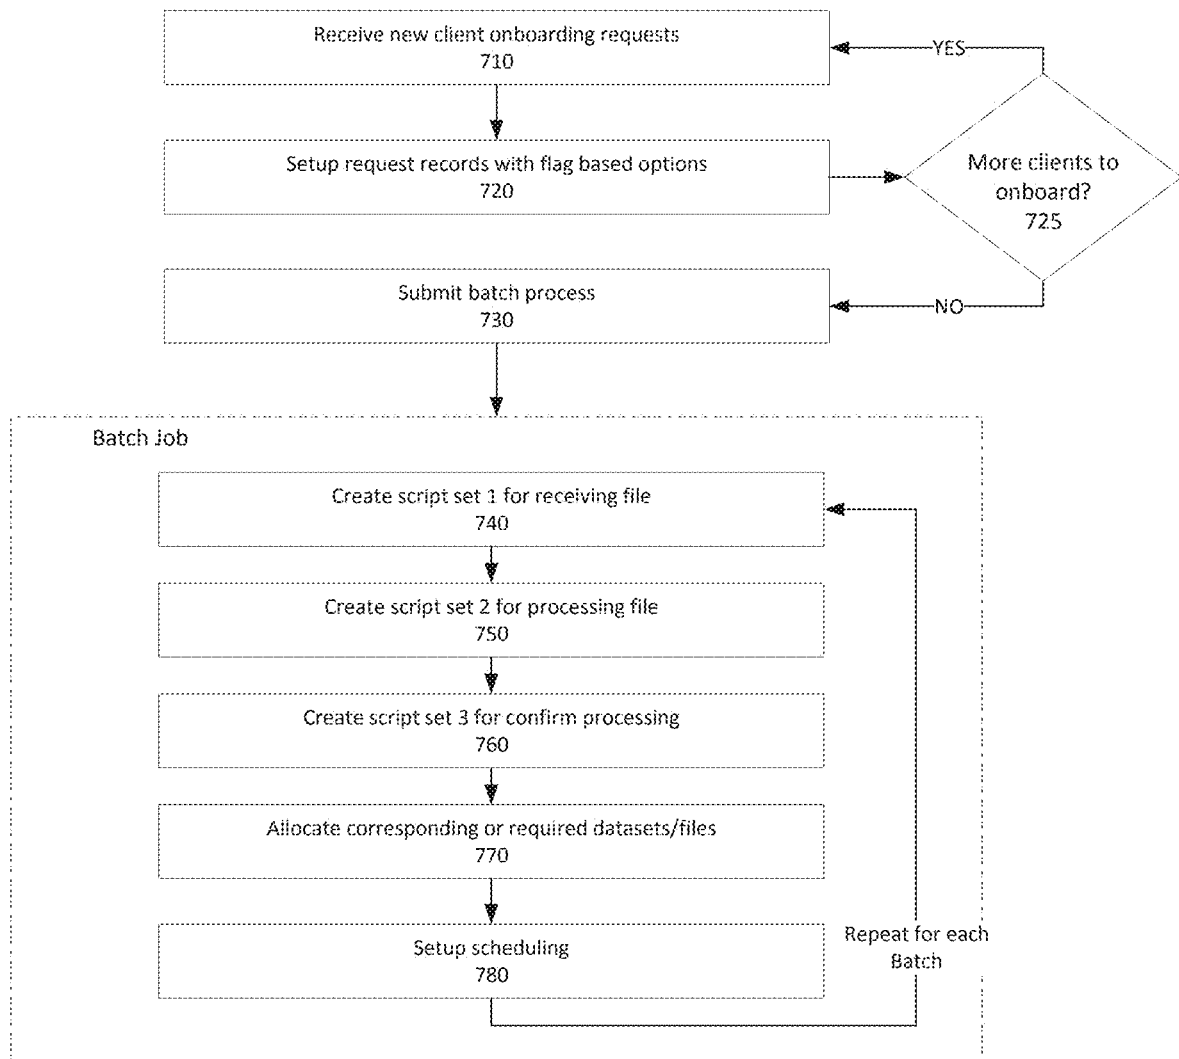 Receive new client onboarding requests
710
YES
Setup request records with flag based options
720
More clients to
onboard?
725
Submit batch process
730
NO
Batch Job
Create script set 1 for receiving file
740
Create script set 2 for processing file
750
Create script set 3 for confirm processing
760
Allocate corresponding or required datasets/files
770
Setup scheduling
780
Repeat for each
Batch